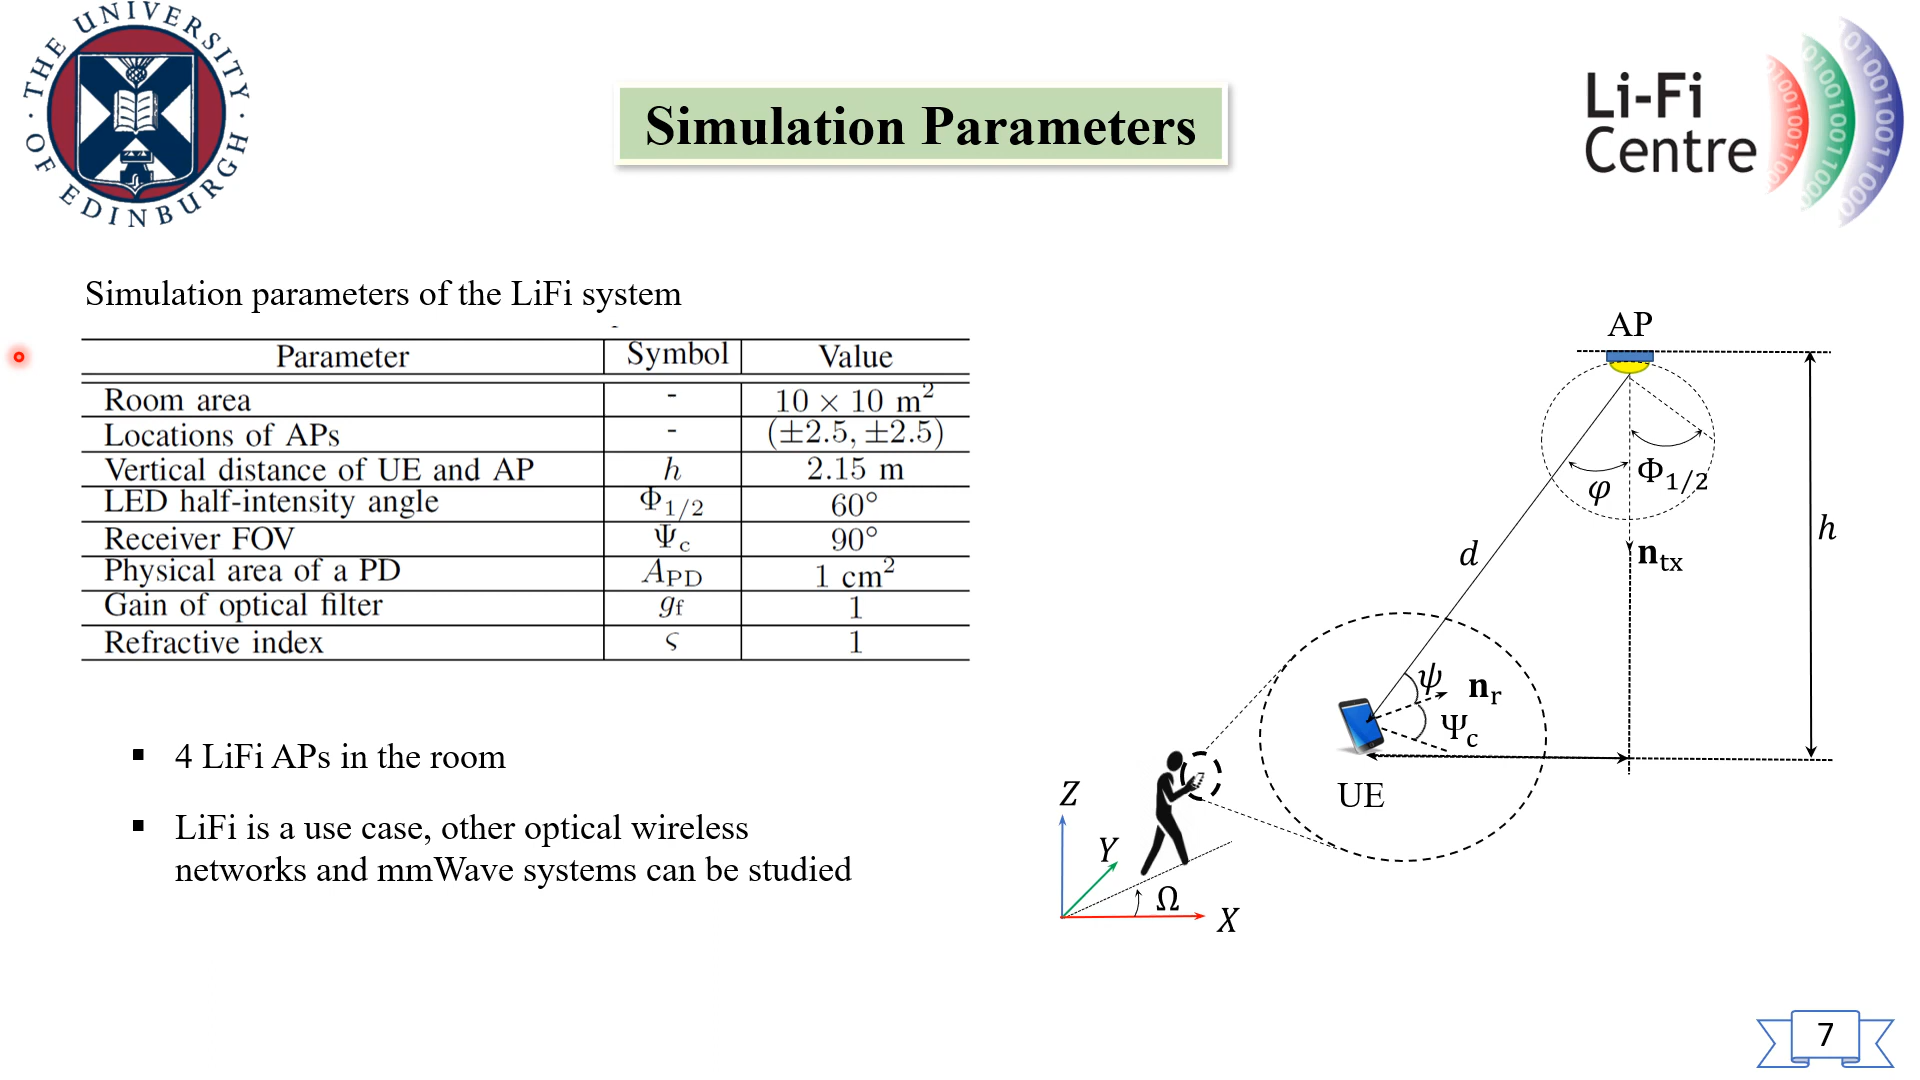 THE UNIVERSITY OF EDINBURGH
Simulation Parameters
Li-Fi
Centre
Simulation parameters of the LiFi system
Parameter Symbol Value
Room area - 10 × 10 m²
Locations of APs - (±2.5, ±2.5)
Vertical distance of UE and AP h 2.15 m
LED half-intensity angle Φ1/2 60°
Receiver FOV Ψc 90°
Physical area of a PD APD 1 cm²
Gain of optical filter gf 1
Refractive index ς 1
▪ 4 LiFi APs in the room
▪ LiFi is a use case, other optical wireless
networks and mmWave systems can be studied
AP
Φ1/2
φ
h
d
ntx
ψ
nr
Ψc
UE
Z
Y
Ω
X
7